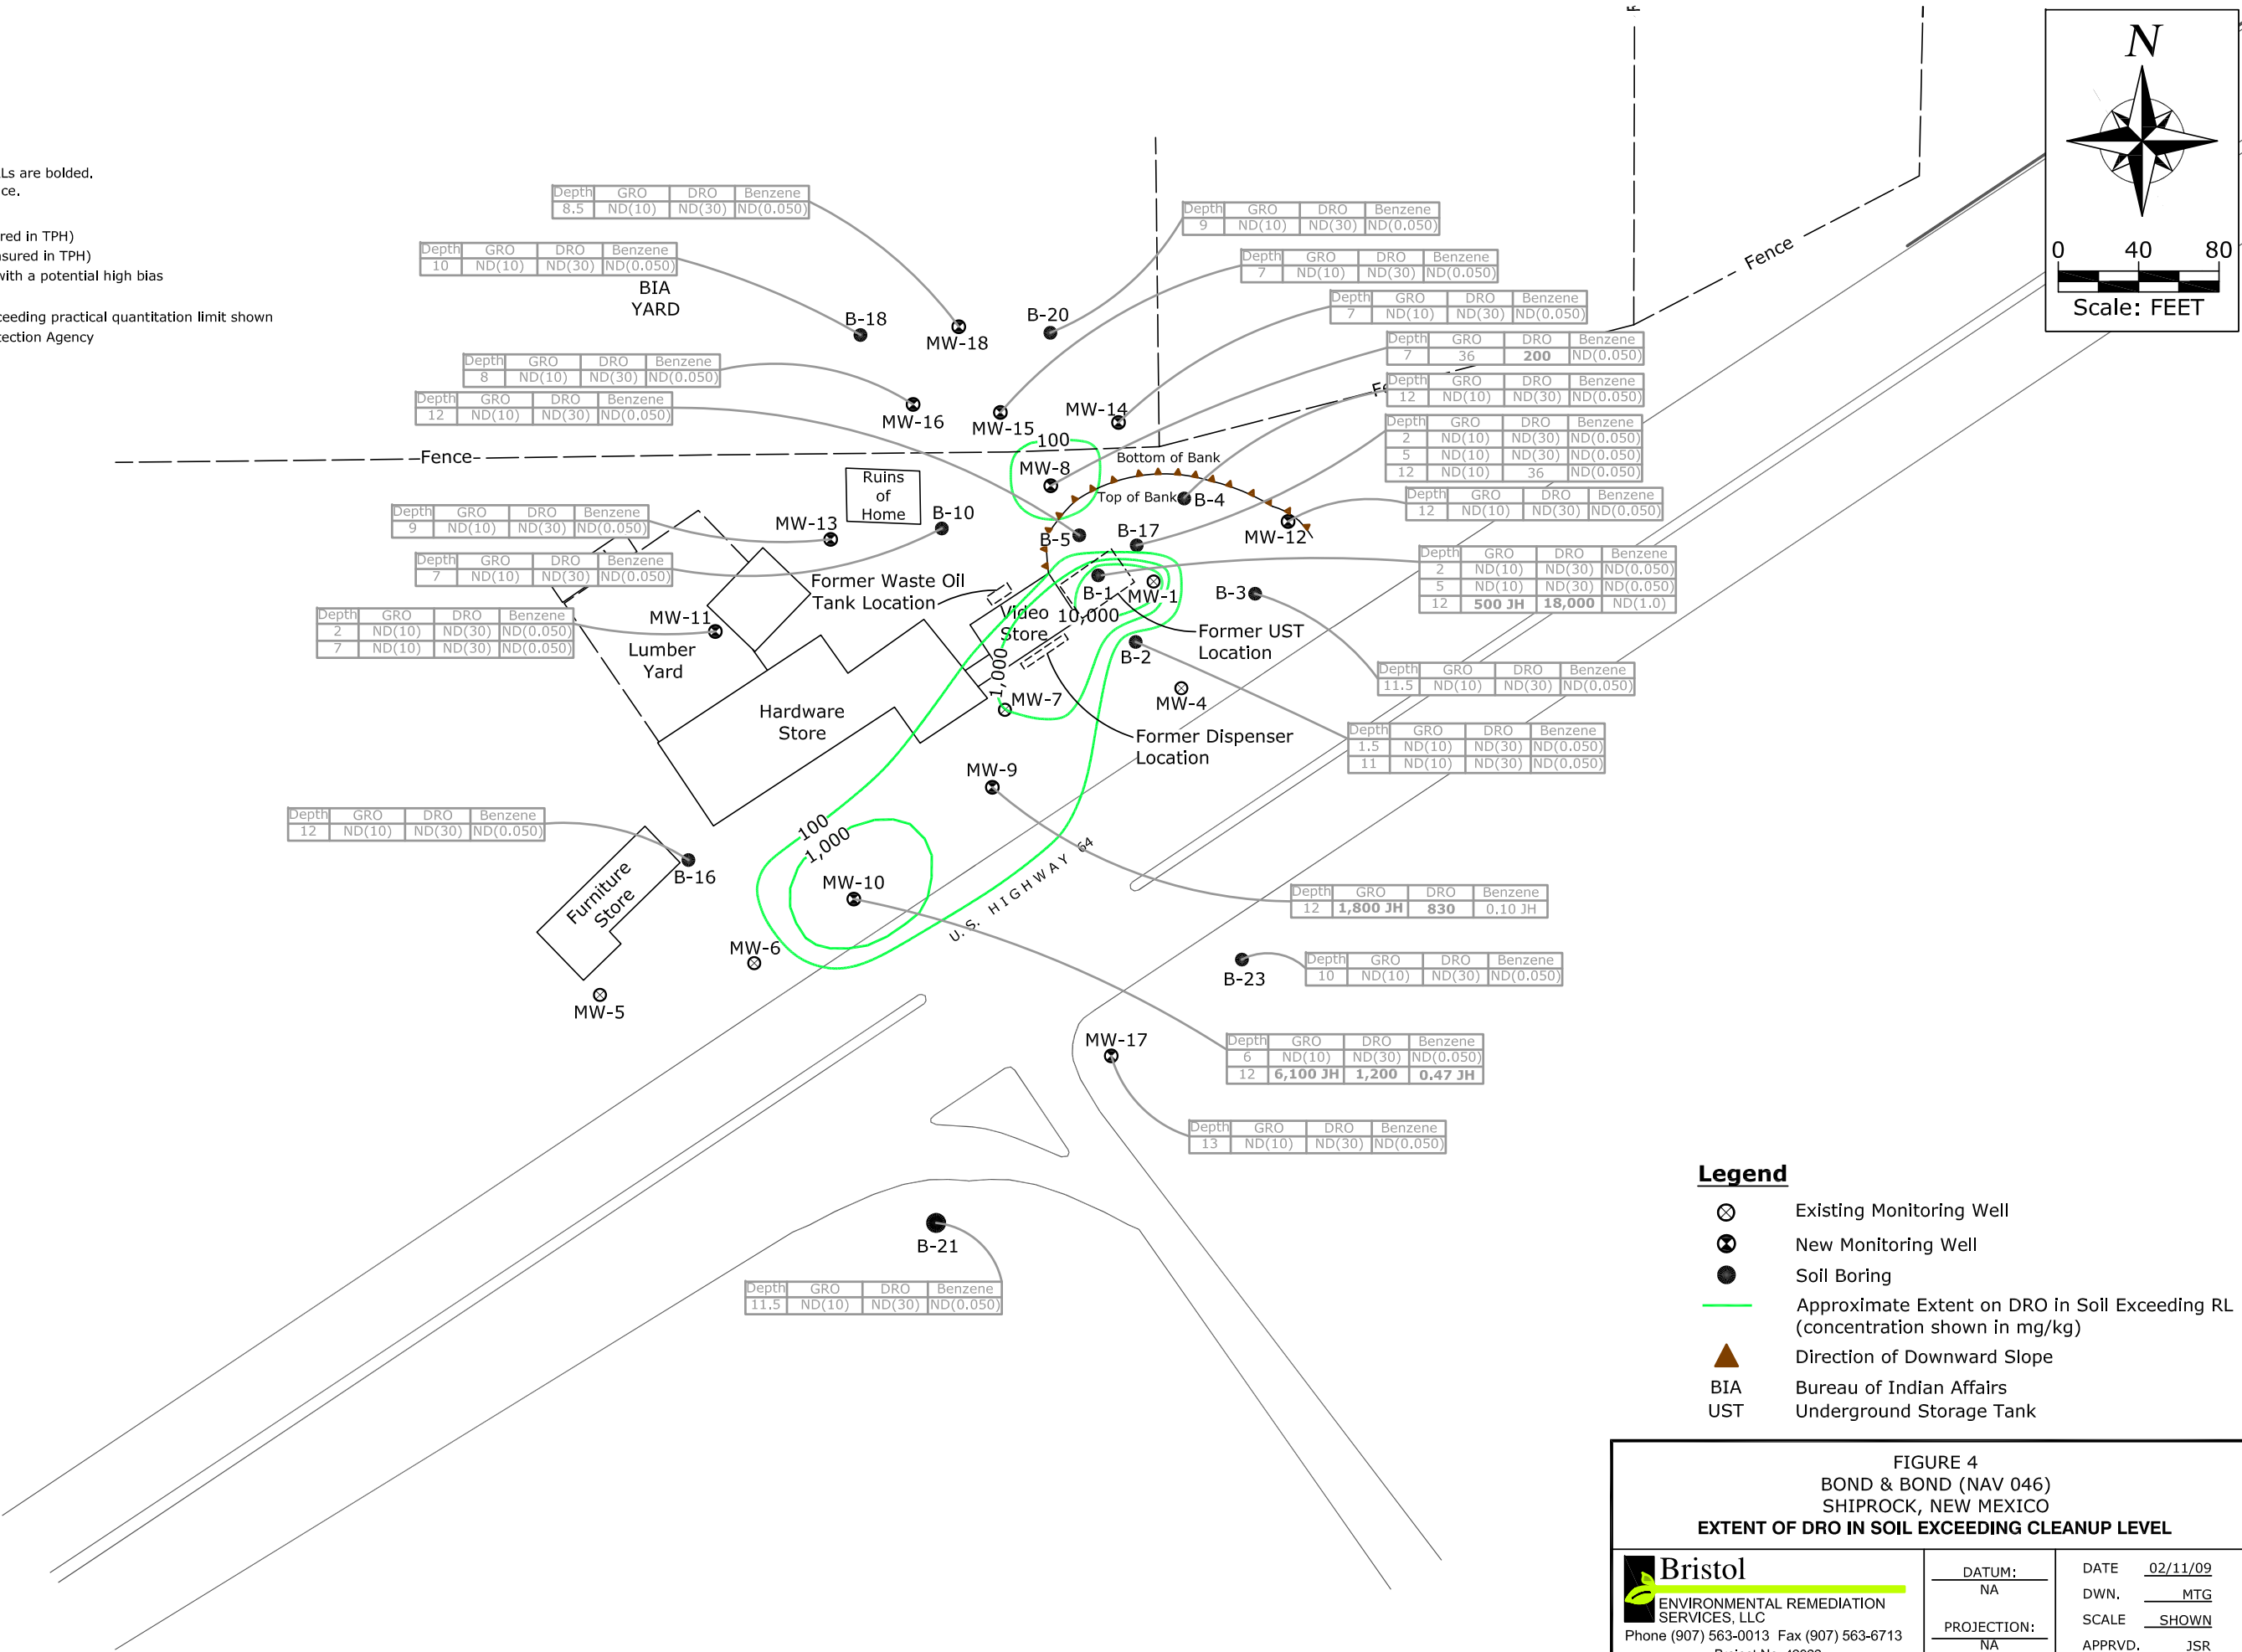 Ls are bolded.
ce.
red in TPH)
sured in TPH)
with a potential high bias
ceeding practical quantitation limit shown
tection Agency
N
0 40 80
Scale: FEET
Depth GRO DRO Benzene
8.5 ND(10) ND(30) ND(0.050)
Depth GRO DRO Benzene
9 ND(10) ND(30) ND(0.050)
Depth GRO DRO Benzene
10 ND(10) ND(30) ND(0.050)
Depth GRO DRO Benzene
7 ND(10) ND(30) ND(0.050)
Fence
BIA
YARD
Depth GRO DRO Benzene
7 ND(10) ND(30) ND(0.050)
B-18
MW-18
B-20
Depth GRO DRO Benzene
7 36 200 ND(0.050)
Depth GRO DRO Benzene
8 ND(10) ND(30) ND(0.050)
Depth GRO DRO Benzene
12 ND(10) ND(30) ND(0.050)
Depth GRO DRO Benzene
12 ND(10) ND(30) ND(0.050)
MW-16
MW-15
MW-14
Depth GRO DRO Benzene
2 ND(10) ND(30) ND(0.050)
5 ND(10) ND(30) ND(0.050)
12 ND(10) 36 ND(0.050)
Fence
100
MW-8
Bottom of Bank
Top of Bank
B-4
Ruins
of
Home
Depth GRO DRO Benzene
12 ND(10) ND(30) ND(0.050)
Depth GRO DRO Benzene
9 ND(10) ND(30) ND(0.050)
MW-13
B-10
B-5
B-17
MW-12
Depth GRO DRO Benzene
7 ND(10) ND(30) ND(0.050)
Former Waste Oil
Tank Location
Depth GRO DRO Benzene
2 ND(10) ND(30) ND(0.050)
5 ND(10) ND(30) ND(0.050)
12 500 JH 18,000 ND(1.0)
B-1
MW-1
B-3
10,000
Video
Store
Depth GRO DRO Benzene
2 ND(10) ND(30) ND(0.050)
7 ND(10) ND(30) ND(0.050)
MW-11
Lumber
Yard
Former UST
Location
B-2
1,000
Depth GRO DRO Benzene
11.5 ND(10) ND(30) ND(0.050)
MW-7
MW-4
Hardware
Store
Former Dispenser
Location
Depth GRO DRO Benzene
1.5 ND(10) ND(30) ND(0.050)
11 ND(10) ND(30) ND(0.050)
MW-9
Depth GRO DRO Benzene
12 ND(10) ND(30) ND(0.050)
100
1,000
B-16
Furniture
Store
MW-10
U.S. HIGHWAY 64
Depth GRO DRO Benzene
12 1,800 JH 830 0.10 JH
MW-6
MW-5
B-23
Depth GRO DRO Benzene
10 ND(10) ND(30) ND(0.050)
MW-17
Depth GRO DRO Benzene
6 ND(10) ND(30) ND(0.050)
12 6,100 JH 1,200 0.47 JH
Depth GRO DRO Benzene
13 ND(10) ND(30) ND(0.050)
B-21
Depth GRO DRO Benzene
11.5 ND(10) ND(30) ND(0.050)
Legend
Existing Monitoring Well
New Monitoring Well
Soil Boring
Approximate Extent on DRO in Soil Exceeding RL
(concentration shown in mg/kg)
Direction of Downward Slope
BIA Bureau of Indian Affairs
UST Underground Storage Tank
FIGURE 4
BOND & BOND (NAV 046)
SHIPROCK, NEW MEXICO
EXTENT OF DRO IN SOIL EXCEEDING CLEANUP LEVEL
Bristol
ENVIRONMENTAL REMEDIATION
SERVICES, LLC
Phone (907) 563-0013 Fax (907) 563-6713
DATUM:
NA
PROJECTION:
NA
DATE 02/11/09
DWN. MTG
SCALE SHOWN
APPRVD. JSR